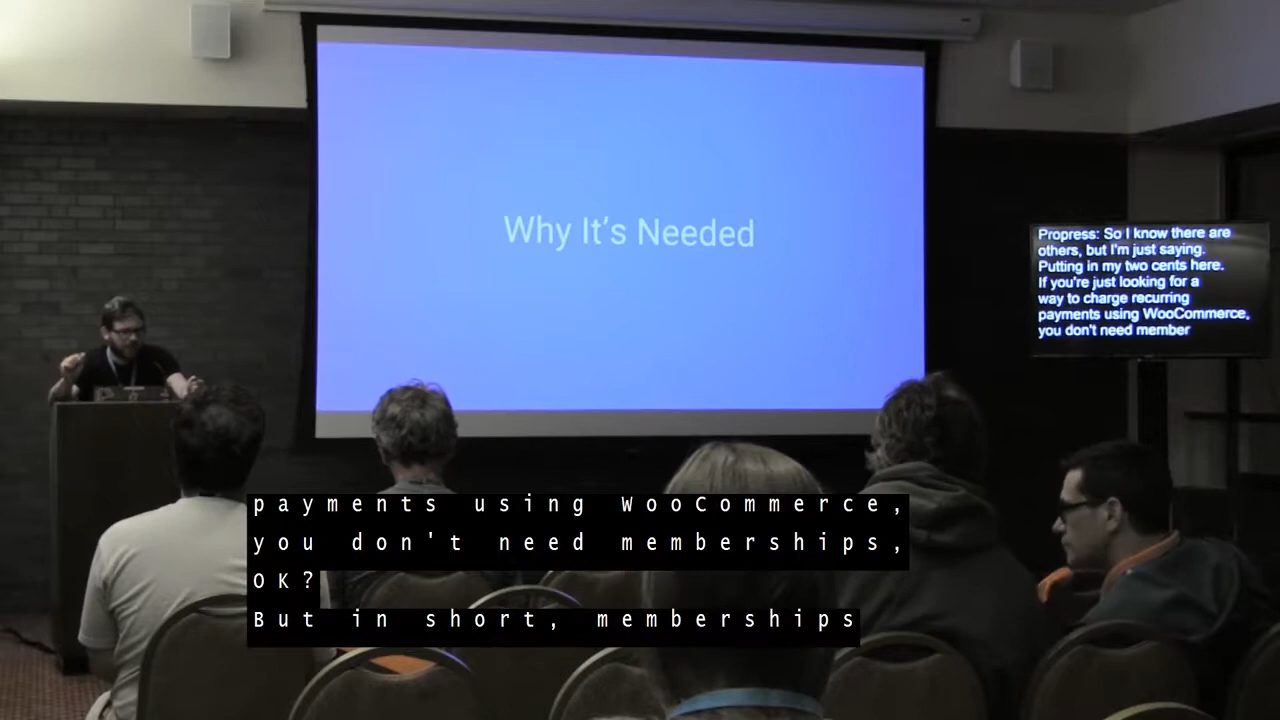 Why It's Needed
Propress: So I know there are
others, but I'm just saying.
Putting in my two cents here.
If you're just looking for a
way to charge recurring
payments using WooCommerce,
you don't need member
payments using WooCommerce,
you don't need memberships,
OK?
But in short, memberships